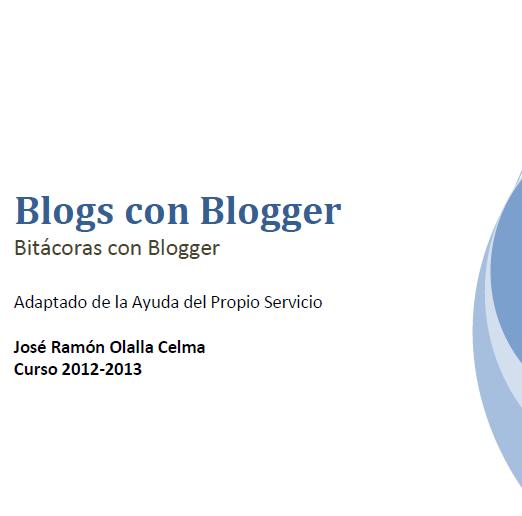 Blogs con Blogger
Bitácoras con Blogger
Adaptado de la Ayuda del Propio Servicio
José Ramón Olalla Celma
Curso 2012-2013